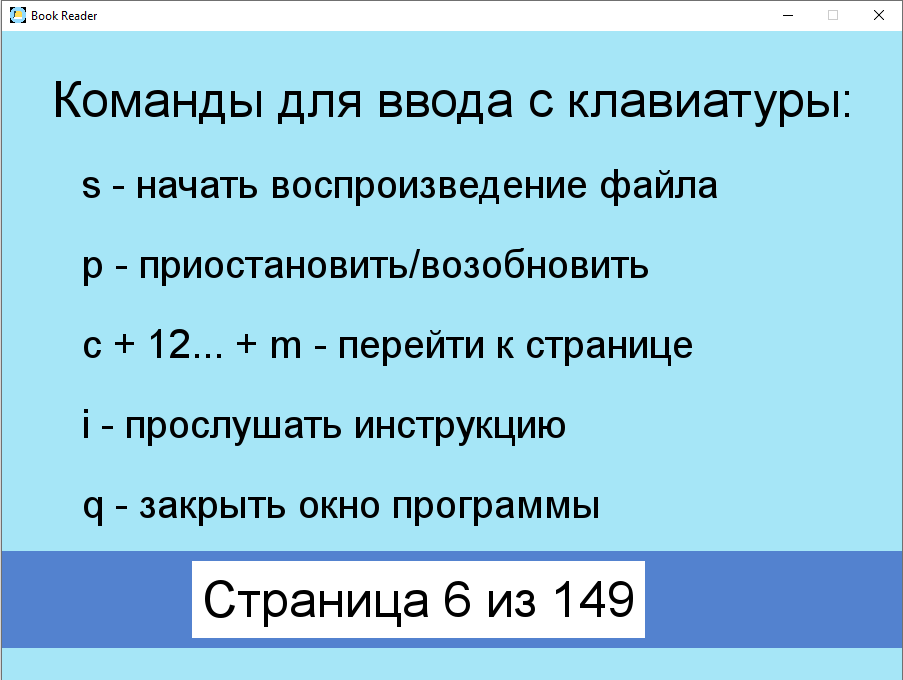 Book Reader
Команды для ввода с клавиатуры:
s - начать воспроизведение файла
p - приостановить/возобновить
c + 12... + m - перейти к странице
i - прослушать инструкцию
q - закрыть окно программы
Страница 6 из 149